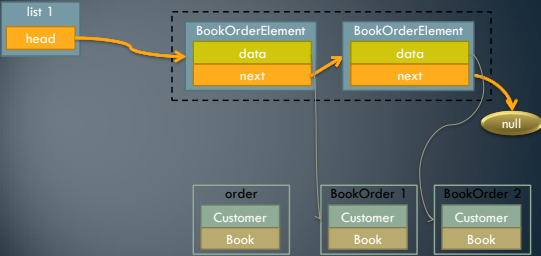 list 1
head
BookOrderElement
data
next
BookOrderElement
data
next
null
order
Customer
Book
BookOrder 1
Customer
Book
BookOrder 2
Customer
Book